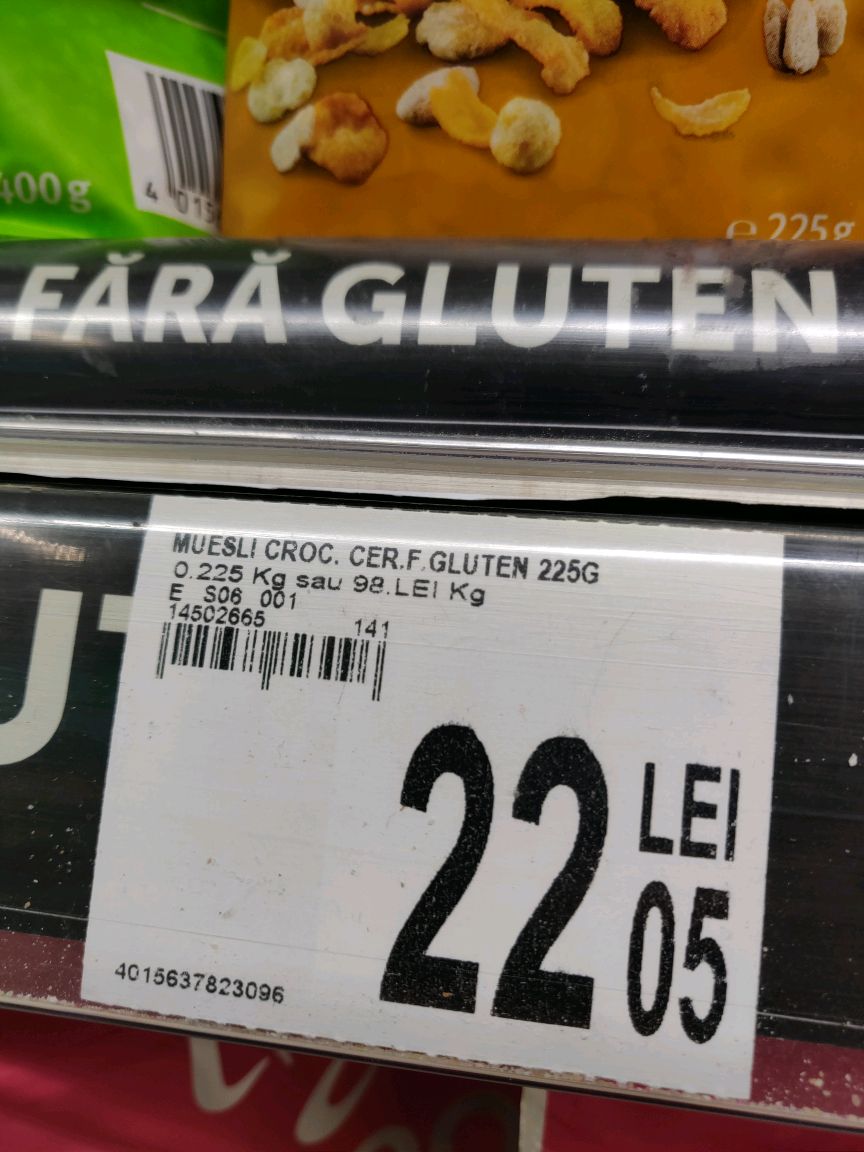 400g
4 015
e 225g
FĂRĂ GLUTEN
MUESLI CROC. CER.F.GLUTEN 225G
0.225 Kg sau 98.LEI Kg
E S06 001
14502665 141
22 LEI
05
4015637823096